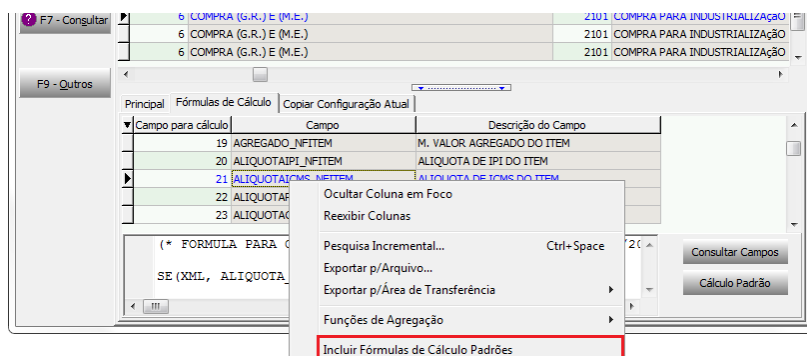 F7 - Consultar
6 COMPRA (G.R.) E (M.E.) 2101 COMPRA PARA INDUSTRIALIZAçãO
6 COMPRA (G.R.) E (M.E.) 2101 COMPRA PARA INDUSTRIALIZAçãO
6 COMPRA (G.R.) E (M.E.) 2101 COMPRA PARA INDUSTRIALIZAçãO
F9 - Outros
Principal Fórmulas de Cálculo Copiar Configuração Atual
Campo para cálculo Campo Descrição do Campo
19 AGREGADO_NFITEM M. VALOR AGREGADO DO ITEM
20 ALIQUOTAIPI_NFITEM ALIQUOTA DE IPI DO ITEM
21 ALIQUOTAICMS_NFITEM ALIQUOTA DE ICMS DO ITEM
22
23
Ocultar Coluna em Foco
Reexibir Colunas
Pesquisa Incremental... Ctrl+Space
Exportar p/Arquivo...
Exportar p/Área de Transferência
Funções de Agregação
Incluir Fórmulas de Cálculo Padrões
(* FORMULA PARA
SE(XML, ALIQUOTA_
Consultar Campos
Cálculo Padrão